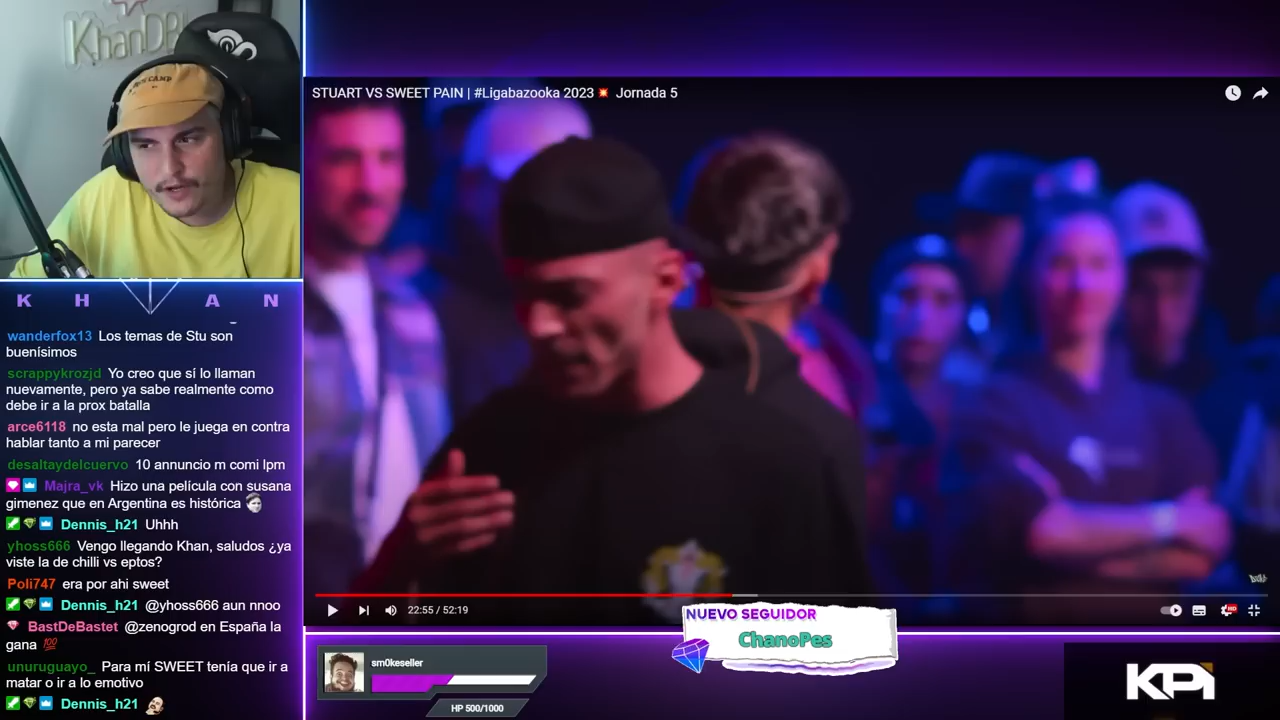 KhanDBL
CAMP
K H A N
wanderfox13 Los temas de Stu son
buenísimos
scrappykrozjd Yo creo que sí lo llaman
nuevamente, pero ya sabe realmente como
debe ir a la prox batalla
arce6118 no esta mal pero le juega en contra
hablar tanto a mi parecer
desaltaydelcuervo 10 annuncio m comi lpm
Majra_vk Hizo una película con susana
gimenez que en Argentina es histórica
Dennis_h21 Uhhh
yhoss666 Vengo llegando Khan, saludos ¿ya
viste la de chilli vs eptos?
Poli747 era por ahi sweet
Dennis_h21 @yhoss666 aun nnoo
BastDeBastet @zenogrod en España la
gana 💯
unuruguayo_ Para mí SWEET tenía que ir a
matar o ir a lo emotivo
Dennis_h21
STUART VS SWEET PAIN | #Ligabazooka 2023💥 Jornada 5
22:55 / 52:19
HD
NUEVO SEGUIDOR
ChanoPes
sm0keseller
HP 500/1000
KPI